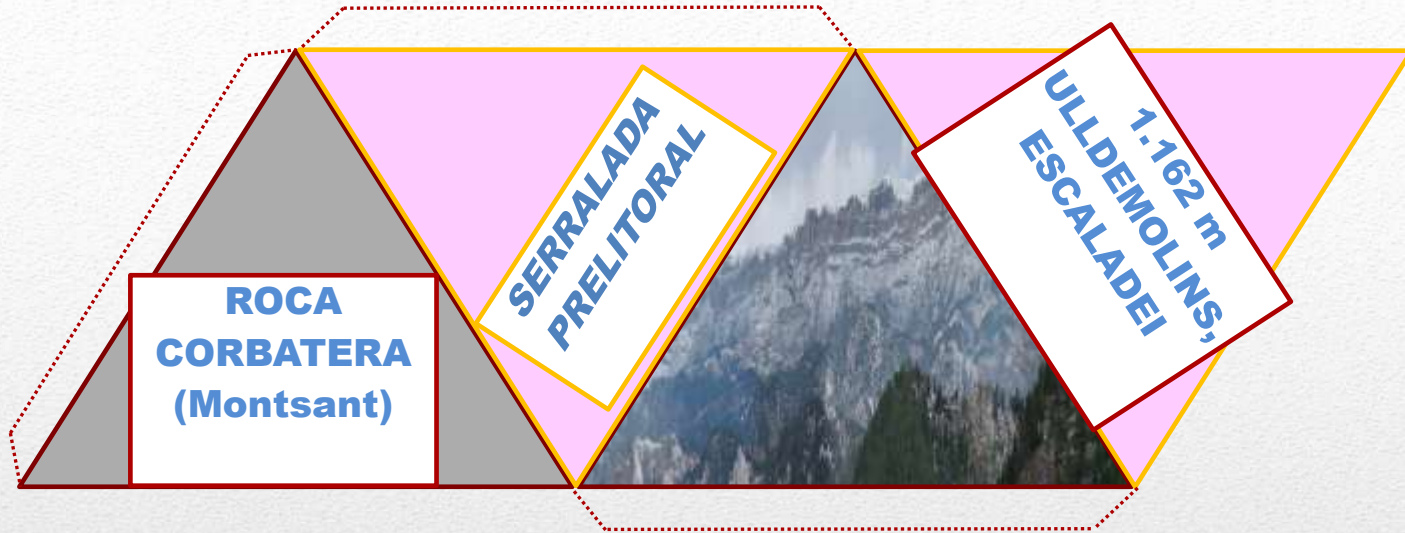 ROCA
CORBATERA
(Montsant)
SERRALADA
PRELITORAL
1.162 m
ULLDEMOLINS,
ESCALADEI